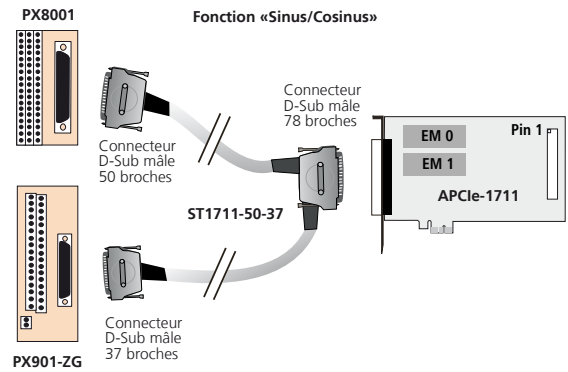 PX8001
Fonction «Sinus/Cosinus»
Connecteur
D-Sub mâle
50 broches
Connecteur
D-Sub mâle
78 broches
EM 0
EM 1
Pin 1
APCIe-1711
ST1711-50-37
Connecteur
D-Sub mâle
37 broches
PX901-ZG